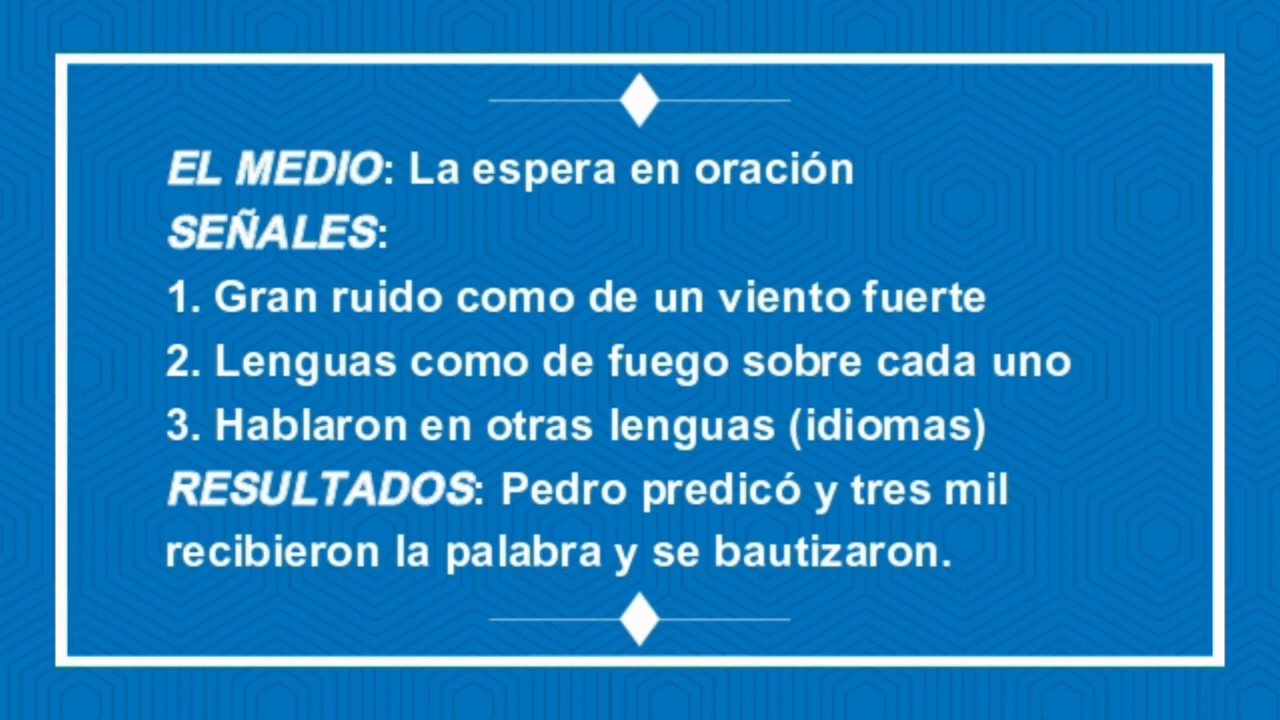 EL MEDIO: La espera en oración
SEÑALES:
1. Gran ruido como de un viento fuerte
2. Lenguas como de fuego sobre cada uno
3. Hablaron en otras lenguas (idiomas)
RESULTADOS: Pedro predicó y tres mil
recibieron la palabra y se bautizaron.